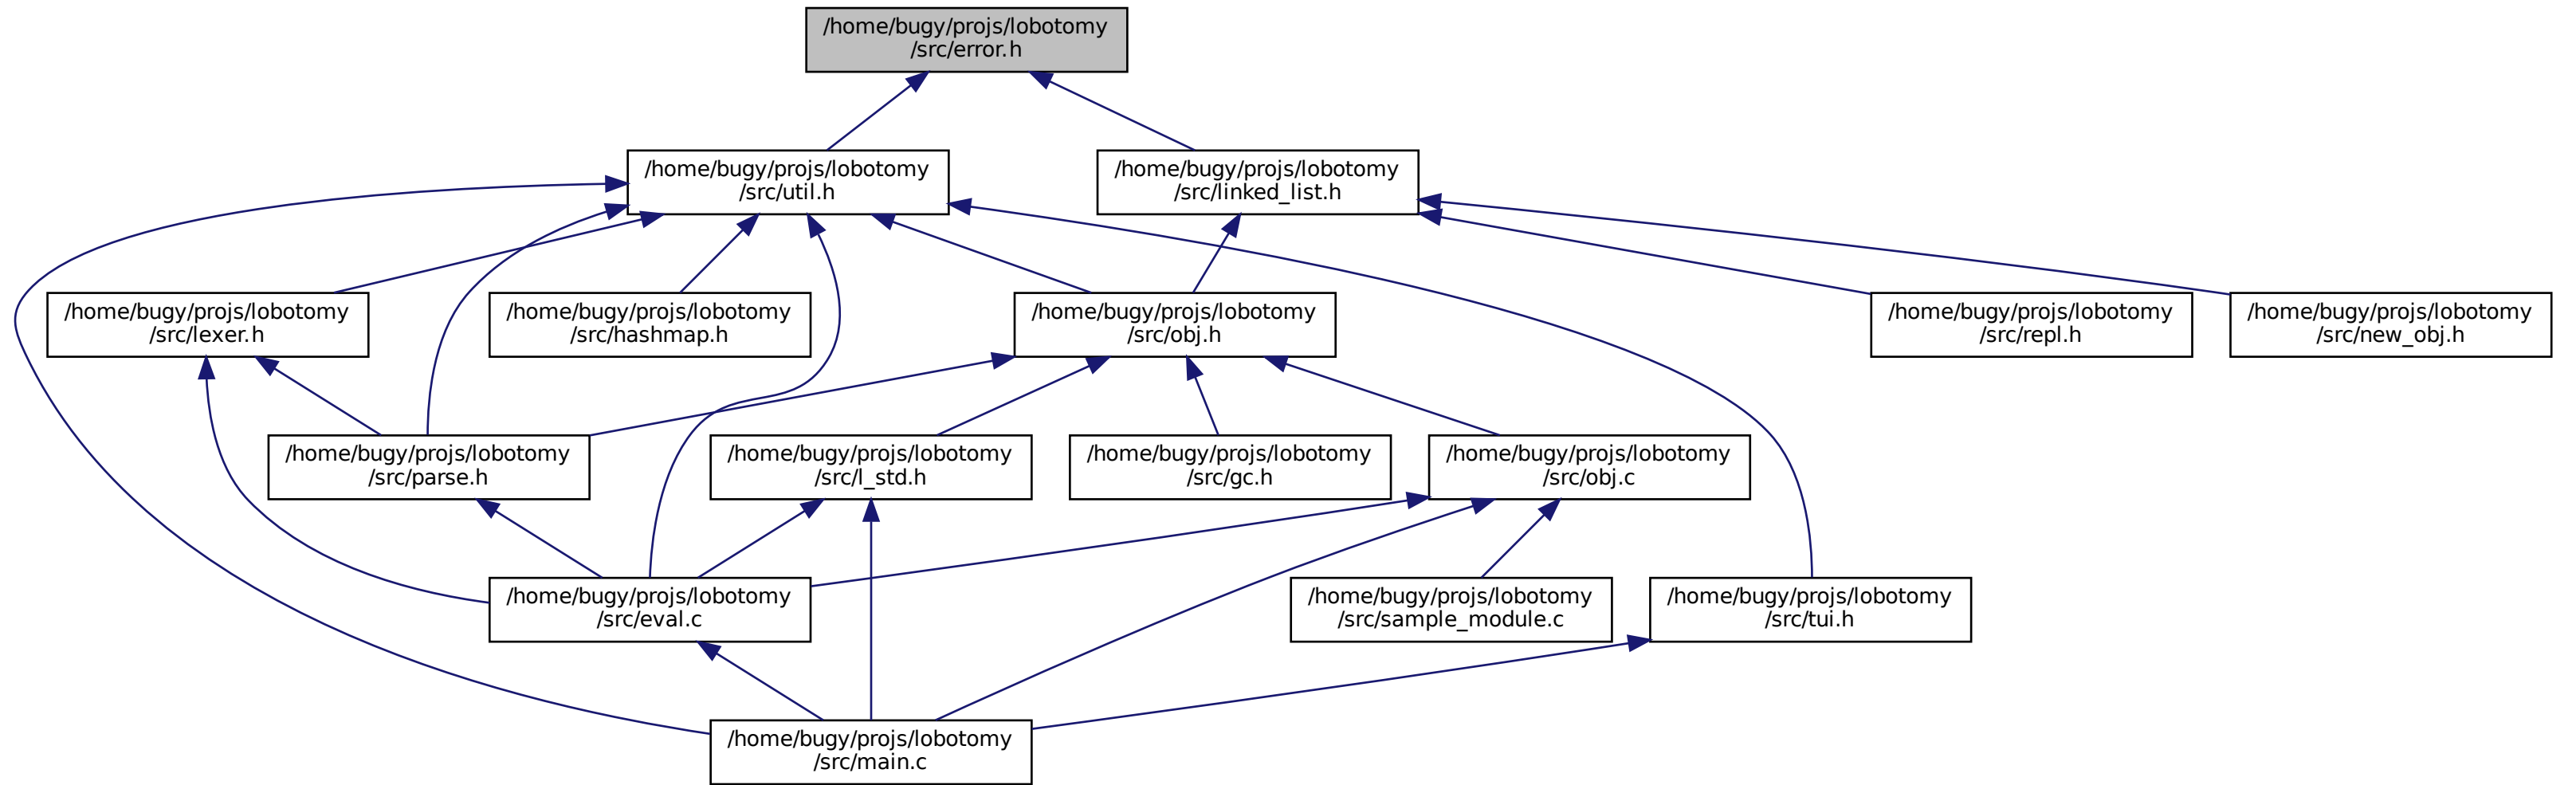 /home/bugy/projs/lobotomy
/src/error.h
/home/bugy/projs/lobotomy
/src/util.h
/home/bugy/projs/lobotomy
/src/linked_list.h
/home/bugy/projs/lobotomy
/src/lexer.h
/home/bugy/projs/lobotomy
/src/hashmap.h
/home/bugy/projs/lobotomy
/src/obj.h
/home/bugy/projs/lobotomy
/src/repl.h
/home/bugy/projs/lobotomy
/src/new_obj.h
/home/bugy/projs/lobotomy
/src/parse.h
/home/bugy/projs/lobotomy
/src/l_std.h
/home/bugy/projs/lobotomy
/src/gc.h
/home/bugy/projs/lobotomy
/src/obj.c
/home/bugy/projs/lobotomy
/src/eval.c
/home/bugy/projs/lobotomy
/src/sample_module.c
/home/bugy/projs/lobotomy
/src/tui.h
/home/bugy/projs/lobotomy
/src/main.c